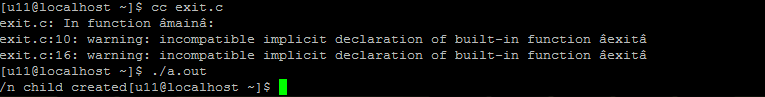 [u11@localhost ~]$ cc exit.c
exit.c: In function âmainâ:
exit.c:10: warning: incompatible implicit declaration of built-in function âexitâ
exit.c:16: warning: incompatible implicit declaration of built-in function âexitâ
[u11@localhost ~]$ ./a.out
/n child created[u11@localhost ~]$